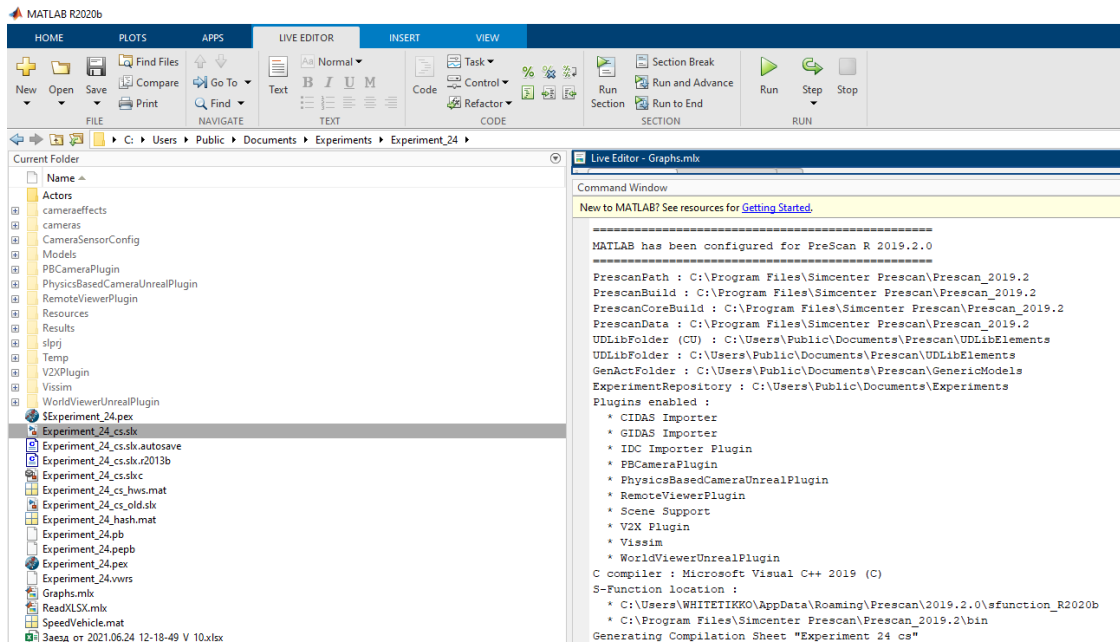 MATLAB R2020b
HOME PLOTS APPS LIVE EDITOR INSERT VIEW
New Open Save Find Files Compare Print
Go To Find
Text Normal B I U M
Code Task Control Refactor
Run Section Section Break Run and Advance Run to End
Run Step Stop
FILE NAVIGATE TEXT CODE SECTION RUN
C: Users Public Documents Experiments Experiment_24
Current Folder
Name
Actors
cameraeffects
cameras
CameraSensorConfig
Models
PBCameraPlugin
PhysicsBasedCameraUnrealPlugin
RemoteViewerPlugin
Resources
Results
slprj
Temp
V2XPlugin
Vissim
WorldViewerUnrealPlugin
$Experiment_24.pex
Experiment_24_cs.slx
Experiment_24_cs.slx.autosave
Experiment_24_cs.slx.r2013b
Experiment_24_cs.slxc
Experiment_24_cs_hws.mat
Experiment_24_cs_old.slx
Experiment_24_hash.mat
Experiment_24.pb
Experiment_24.pepb
Experiment_24.pex
Experiment_24.vwrs
Graphs.mlx
ReadXLSX.mlx
SpeedVehicle.mat
Заезд от 2021.06.24 12-18-49 V_10.xlsx
Live Editor - Graphs.mlx
Command Window
New to MATLAB? See resources for Getting Started.
================================================
MATLAB has been configured for PreScan R 2019.2.0
================================================
PrescanPath : C:\Program Files\Simcenter Prescan\Prescan_2019.2
PrescanBuild : C:\Program Files\Simcenter Prescan\Prescan_2019.2
PrescanCoreBuild : C:\Program Files\Simcenter Prescan\Prescan_2019.2
PrescanData : C:\Program Files\Simcenter Prescan\Prescan_2019.2
UDLibFolder (CU) : C:\Users\Public\Documents\Prescan\UDLibElements
UDLibFolder : C:\Users\Public\Documents\Prescan\UDLibElements
GenActFolder : C:\Users\Public\Documents\Prescan\GenericModels
ExperimentRepository : C:\Users\Public\Documents\Experiments
Plugins enabled :
* CIDAS Importer
* GIDAS Importer
* IDC Importer Plugin
* PBCameraPlugin
* PhysicsBasedCameraUnrealPlugin
* RemoteViewerPlugin
* Scene Support
* V2X Plugin
* Vissim
* WorldViewerUnrealPlugin
C compiler : Microsoft Visual C++ 2019 (C)
S-Function location :
* C:\Users\WHITETIKKO\AppData\Roaming\Prescan\2019.2.0\sfunction_R2020b
* C:\Program Files\Simcenter Prescan\Prescan_2019.2\bin
Generating Compilation Sheet "Experiment_24_cs"